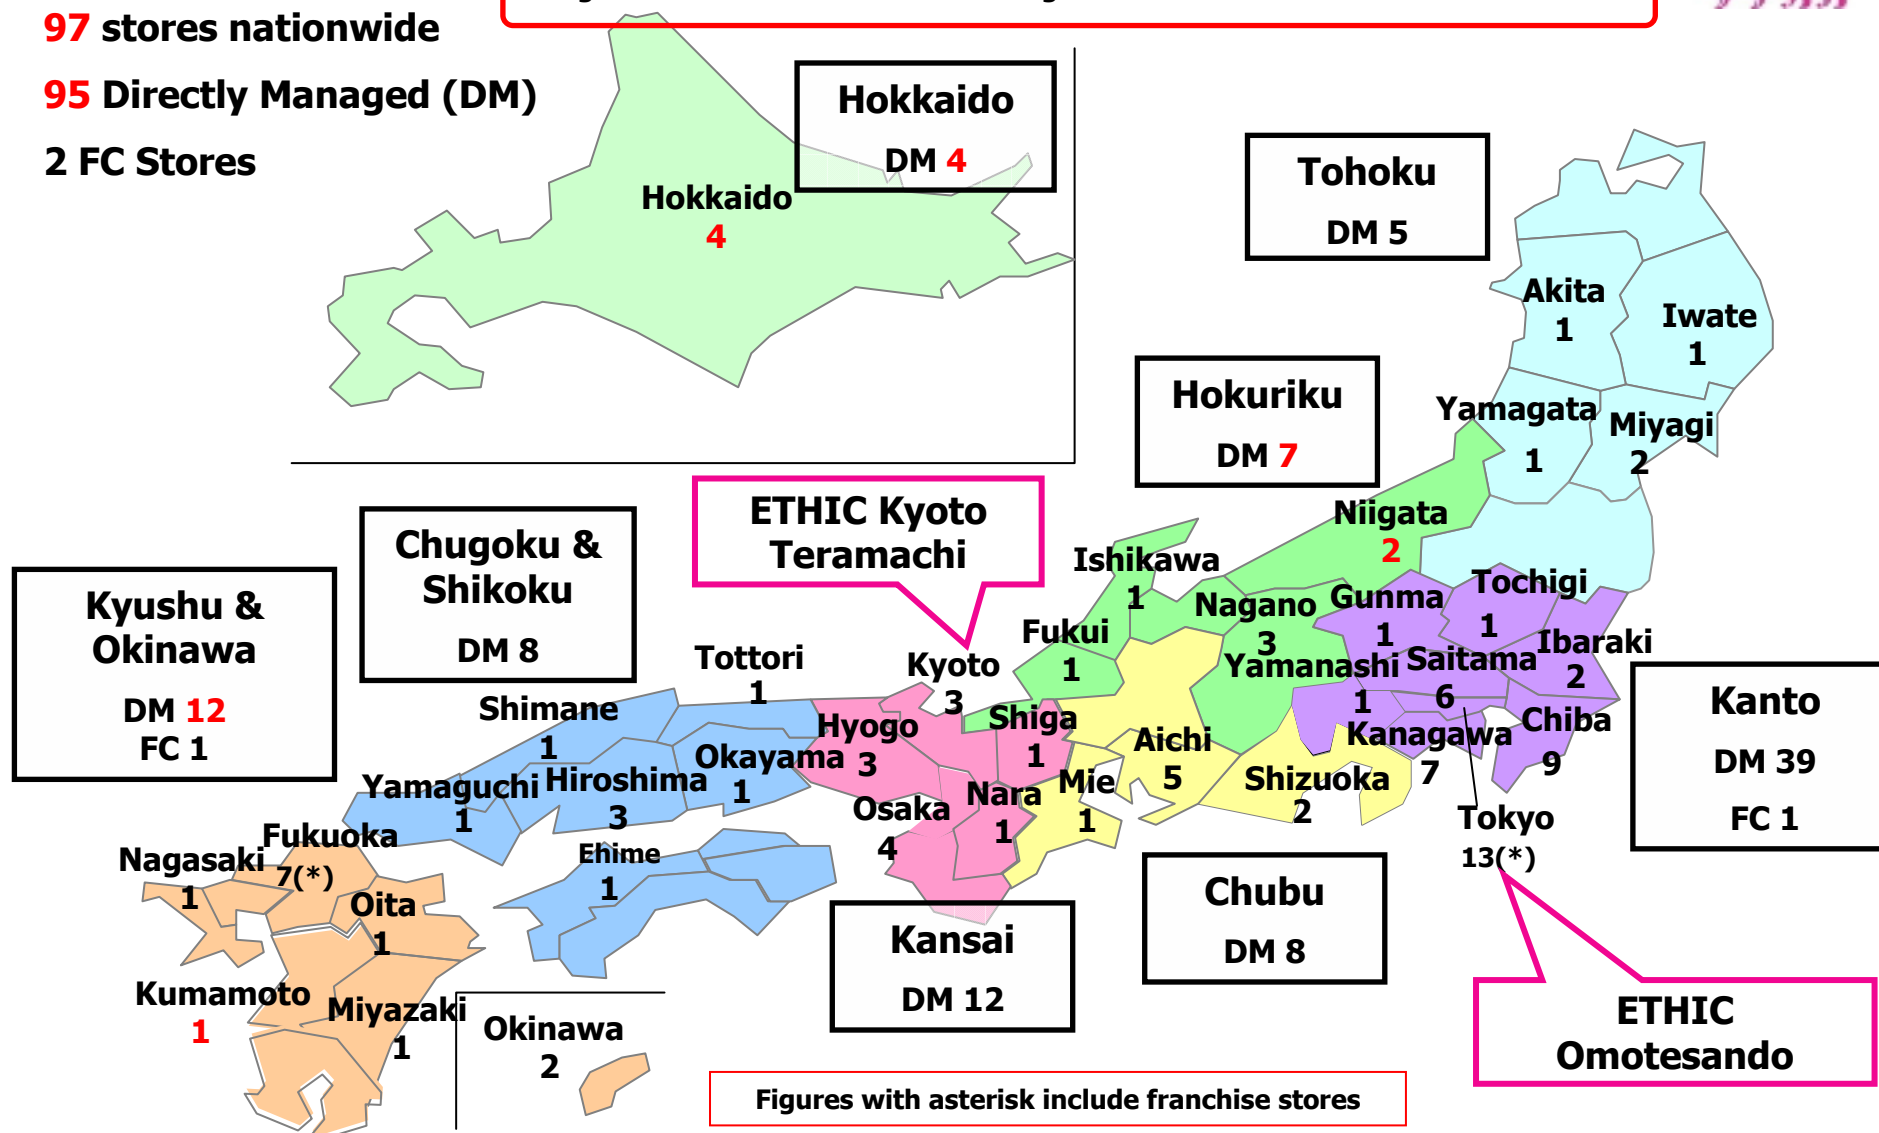 97 stores nationwide
95 Directly Managed (DM)
2 FC Stores
Hokkaido
DM 4
Hokkaido
4
Tohoku
DM 5
Akita
1
Iwate
1
Yamagata
1
Miyagi
2
Hokuriku
DM 7
Niigata
2
Ishikawa
1
Nagano
3
Fukui
1
ETHIC Kyoto
Teramachi
Chugoku &
Shikoku
DM 8
Kyushu &
Okinawa
DM 12
FC 1
Gunma
1
Tochigi
1
Ibaraki
2
Yamanashi
1
Saitama
6
Chiba
9
Kanagawa
7
Tokyo
13(*)
Kanto
DM 39
FC 1
Tottori
1
Shimane
1
Okayama
1
Hiroshima
3
Yamaguchi
1
Ehime
1
Kyoto
3
Hyogo
3
Shiga
1
Osaka
4
Nara
1
Mie
1
Aichi
5
Shizuoka
2
Kansai
DM 12
Chubu
DM 8
Fukuoka
7(*)
Nagasaki
1
Oita
1
Kumamoto
1
Miyazaki
1
Okinawa
2
ETHIC
Omotesando
Figures with asterisk include franchise stores